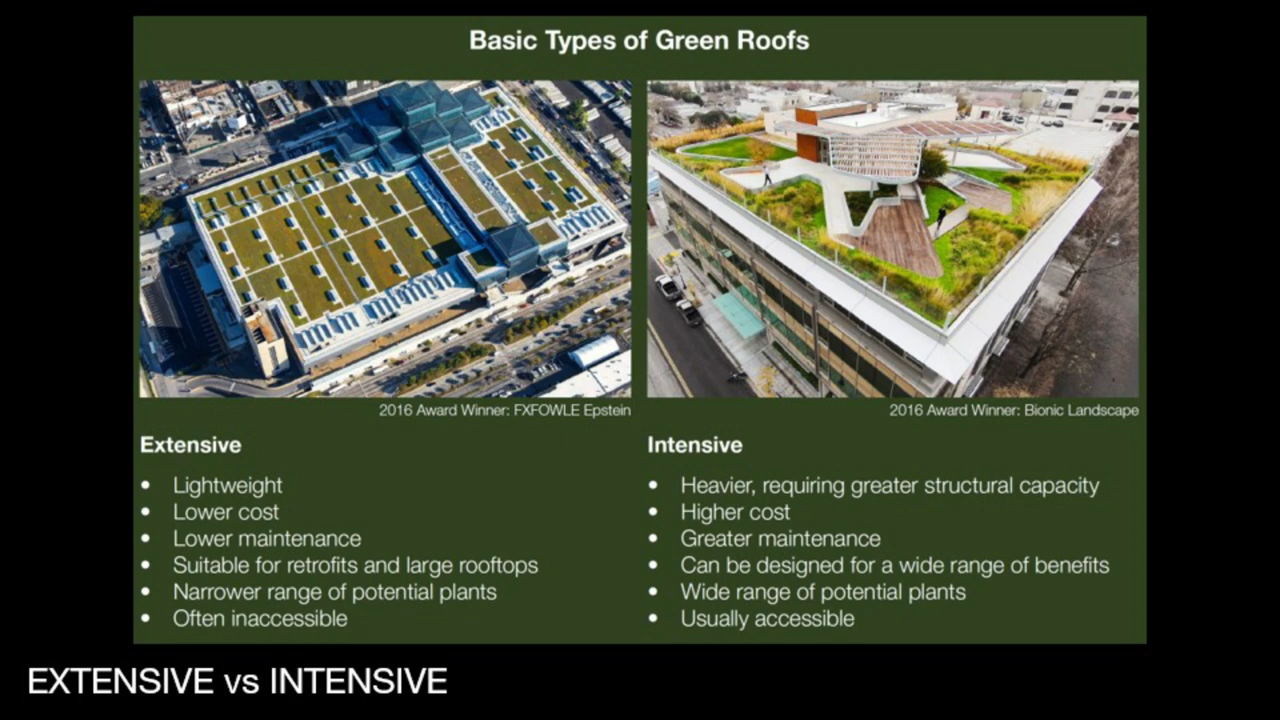 Basic Types of Green Roofs
2016 Award Winner: FXFOWLE Epstein
2016 Award Winner: Bionic Landscape
Extensive
• Lightweight
• Lower cost
• Lower maintenance
• Suitable for retrofits and large rooftops
• Narrower range of potential plants
• Often inaccessible
Intensive
• Heavier, requiring greater structural capacity
• Higher cost
• Greater maintenance
• Can be designed for a wide range of benefits
• Wide range of potential plants
• Usually accessible
EXTENSIVE vs INTENSIVE